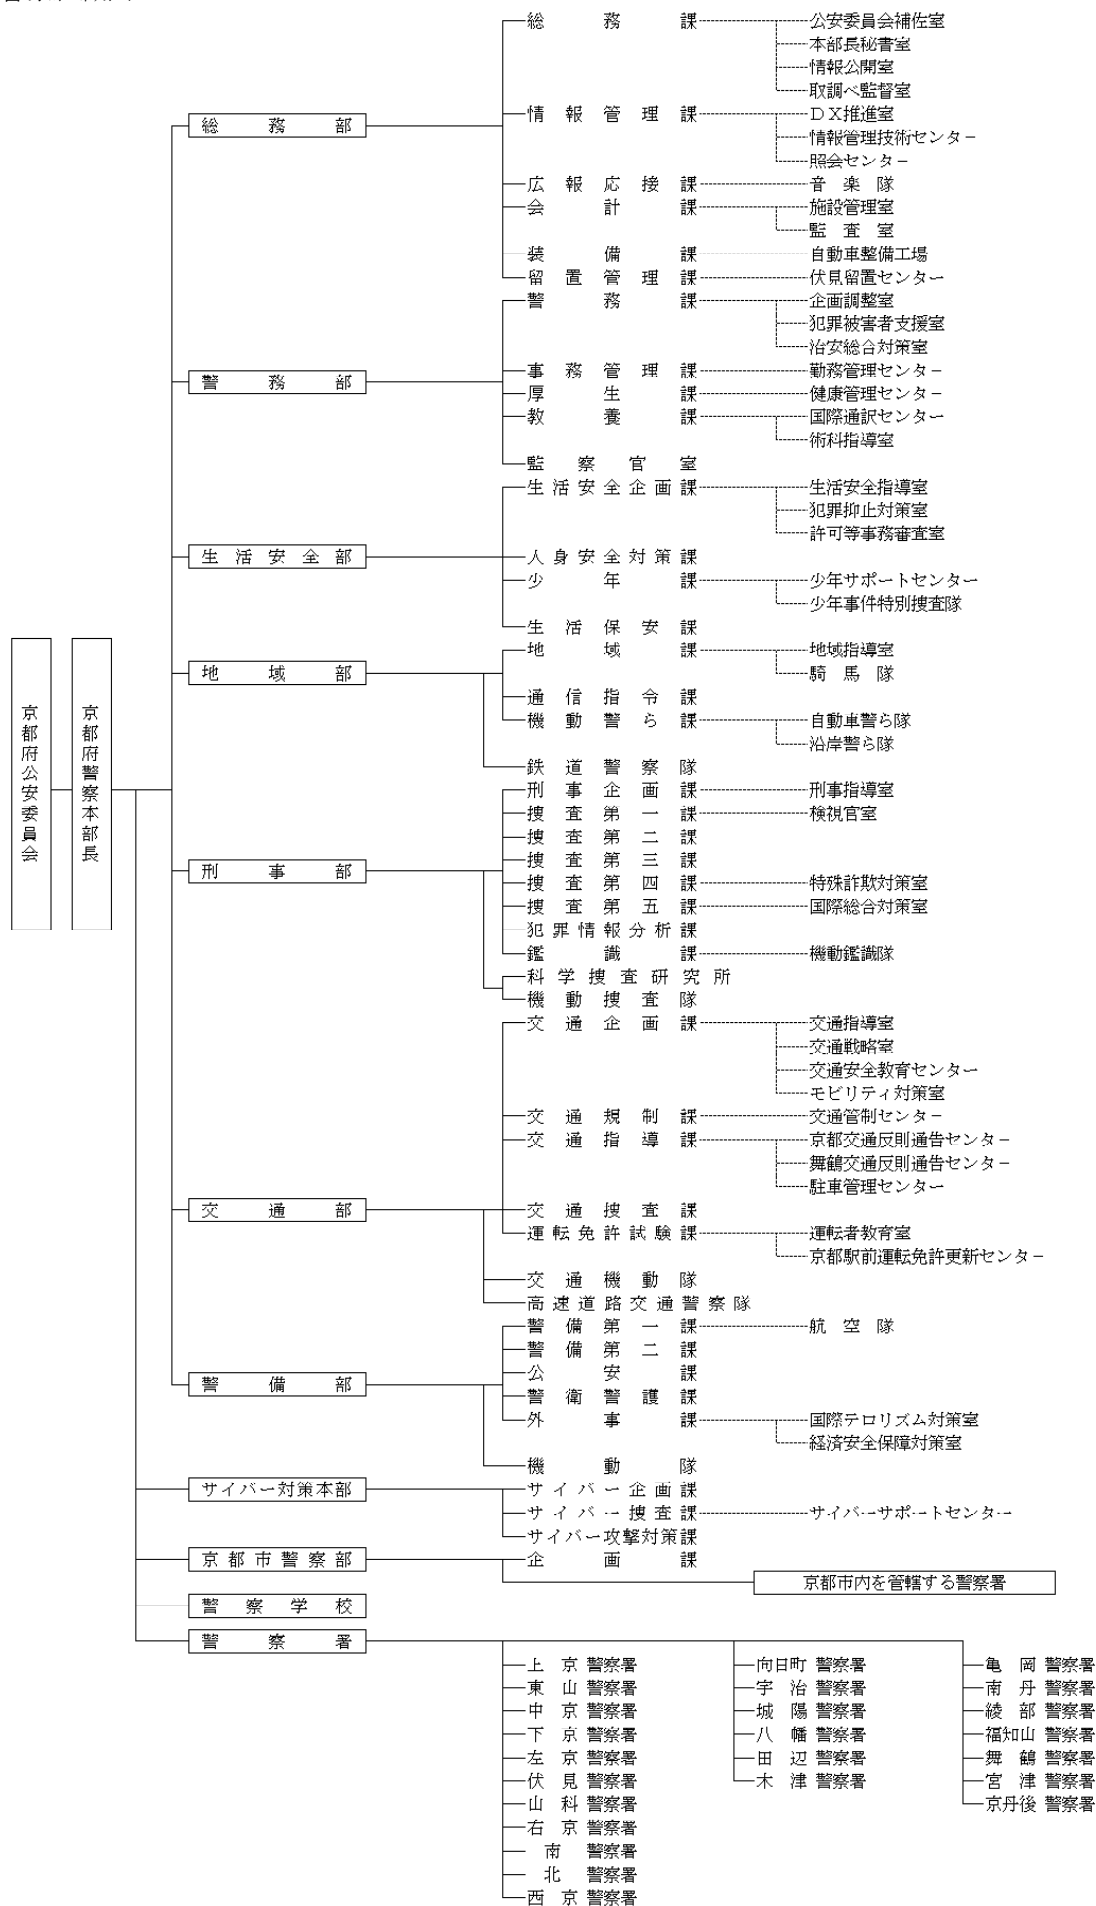 京都府公安委員会
京都府警察本部長
総務部
総務課 公安委員会補佐室
本部長秘書室
情報公開室
取調べ監督室
情報管理課 DX推進室
情報管理技術センター
照会センター
広報応接課 音楽隊
会計課 施設管理室
監査室
装備課 自動車整備工場
留置管理課 伏見留置センター
警務部
警務課 企画調整室
犯罪被害者支援室
治安総合対策室
事務管理課 勤務管理センター
厚生課 健康管理センター
教養課 国際通訳センター
術科指導室
監察官室
生活安全部
生活安全企画課 生活安全指導室
犯罪抑止対策室
許可等事務審査室
人身安全対策課
少年課 少年サポートセンター
少年事件特別捜査隊
生活保安課
地域部
地域課 地域指導室
騎馬隊
通信指令課
機動警ら課 自動車警ら隊
沿岸警ら隊
鉄道警察隊
刑事部
刑事企画課 刑事指導室
捜査第一課 検視官室
捜査第二課
捜査第三課
捜査第四課 特殊詐欺対策室
捜査第五課 国際総合対策室
犯罪情報分析課
鑑識課 機動鑑識隊
科学捜査研究所
機動捜査隊
交通部
交通企画課 交通指導室
交通戦略室
交通安全教育センター
モビリティ対策室
交通規制課 交通管制センター
交通指導課 京都交通反則通告センター
舞鶴交通反則通告センター
駐車管理センター
交通捜査課
運転免許試験課 運転者教育室
京都駅前運転免許更新センター
交通機動隊
高速道路交通警察隊
警備部
警備第一課 航空隊
警備第二課
公安課
警衛警護課
外事課 国際テロリズム対策室
経済安全保障対策室
機動隊
サイバー対策本部
サイバー企画課
サイバー捜査課 サイバーサポートセンター
サイバー攻撃対策課
京都市警察部
企画課
京都市内を管轄する警察署
警察学校
警察署
上京警察署
東山警察署
中京警察署
下京警察署
左京警察署
伏見警察署
山科警察署
右京警察署
南警察署
北警察署
西京警察署
向日町警察署
宇治警察署
城陽警察署
八幡警察署
田辺警察署
木津警察署
亀岡警察署
南丹警察署
綾部警察署
福知山警察署
舞鶴警察署
宮津警察署
京丹後警察署